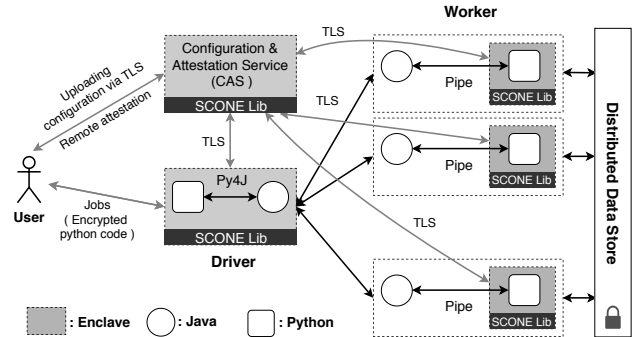 Worker
TLS
Configuration &
Attestation Service
(CAS )
SCONE Lib
Uploading
configuration via TLS
Remote attestation
Pipe
SCONE Lib
TLS
TLS
Pipe
SCONE Lib
Py4J
User
Jobs
( Encrypted
python code)
SCONE Lib
Driver
TLS
Pipe
SCONE Lib
Distributed Data Store
: Enclave
: Java
: Python